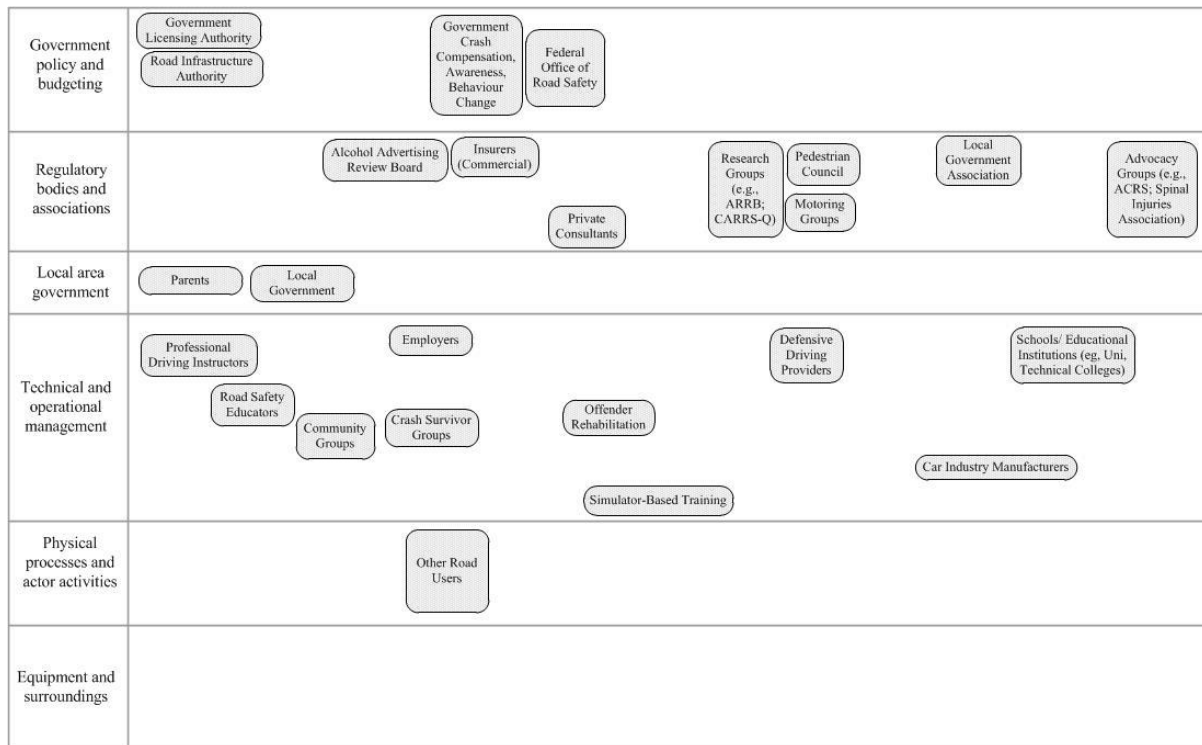 Government
policy and
budgeting
Government
Licensing Authority
Road Infrastructure
Authority
Government
Crash
Compensation,
Awareness,
Behaviour
Change
Federal
Office of
Road Safety
Regulatory
bodies and
associations
Alcohol Advertising
Review Board
Insurers
(Commercial)
Private
Consultants
Research
Groups
(e.g.,
ARRB;
CARRS-Q)
Pedestrian
Council
Motoring
Groups
Local
Government
Association
Advocacy
Groups (e.g.,
ACRS; Spinal
Injuries
Association)
Local area
government
Parents
Local
Government
Technical and
operational
management
Professional
Driving Instructors
Road Safety
Educators
Community
Groups
Employers
Crash Survivor
Groups
Offender
Rehabilitation
Simulator-Based Training
Defensive
Driving
Providers
Car Industry Manufacturers
Schools/ Educational
Institutions (eg, Uni,
Technical Colleges)
Physical
processes and
actor activities
Other Road
Users
Equipment and
surroundings